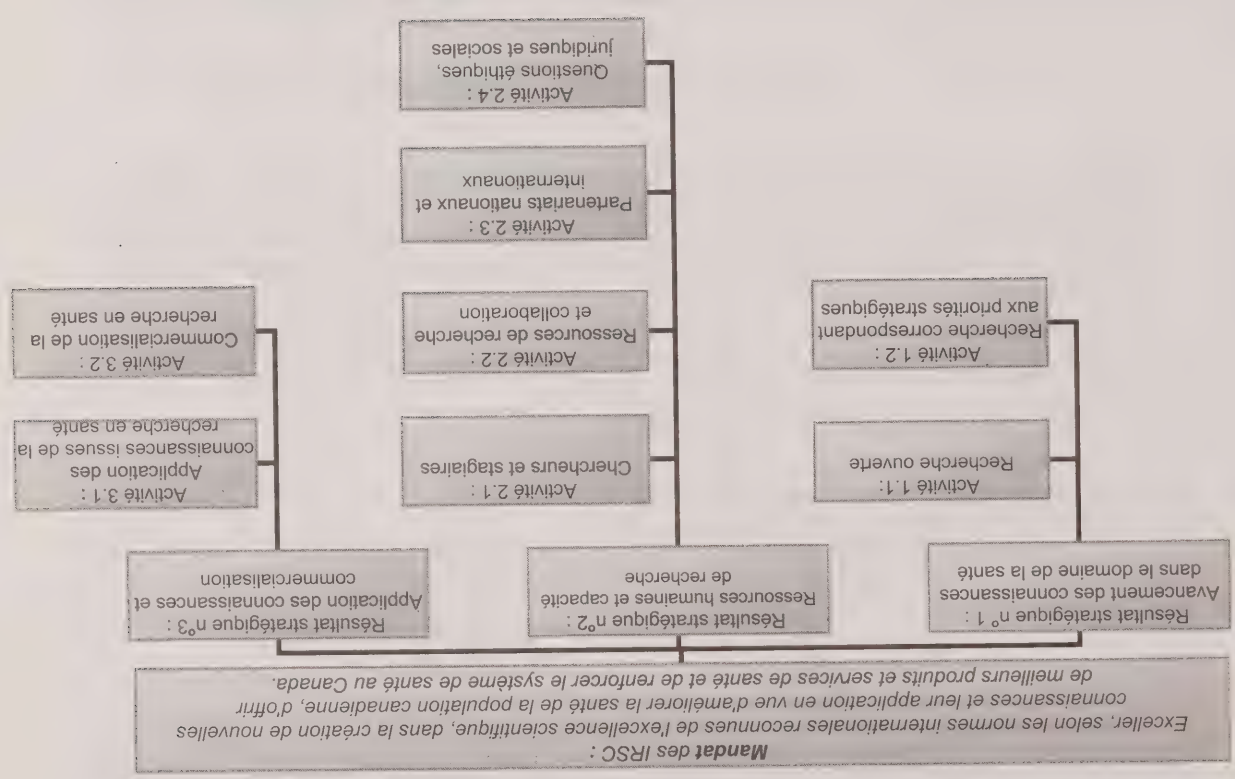 Mandat des IRSC :
Exceller, selon les normes internationales reconnues de l'excellence scientifique, dans la création de nouvelles
connaissances et leur application en vue d'améliorer la santé de la population canadienne, d'offrir
de meilleurs produits et services de santé et de renforcer le système de santé au Canada.
Résultat stratégique nº 1 :
Avancement des connaissances
dans le domaine de la santé
Activité 1.1:
Recherche ouverte
Activité 1.2 :
Recherche correspondant
aux priorités stratégiques
Résultat stratégique nº2 :
Ressources humaines et capacité
de recherche
Activité 2.1 :
Chercheurs et stagiaires
Activité 2.2 :
Ressources de recherche
et collaboration
Activité 2.3 :
Partenariats nationaux et
internationaux
Activité 2.4 :
Questions éthiques,
juridiques et sociales
Résultat stratégique nº3 :
Application des connaissances et
commercialisation
Activité 3.1 :
Application des
connaissances issues de la
recherche en santé
Activité 3.2 :
Commercialisation de la
recherche en santé